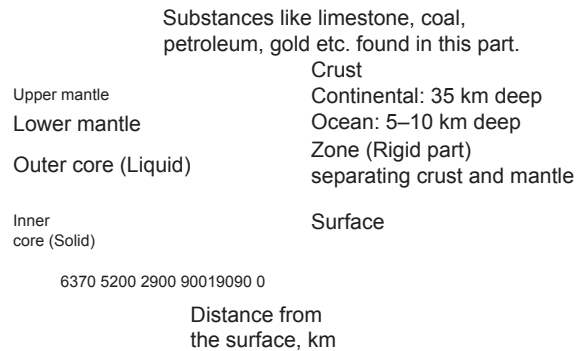 Substances like limestone, coal,
petroleum, gold etc. found in this part.
Crust
Continental: 35 km deep
Ocean: 5–10 km deep
Zone (Rigid part)
separating crust and mantle
Surface
Upper mantle
Lower mantle
Outer core (Liquid)
Inner
core (Solid)
6370 5200 2900 90019090 0
Distance from
the surface, km